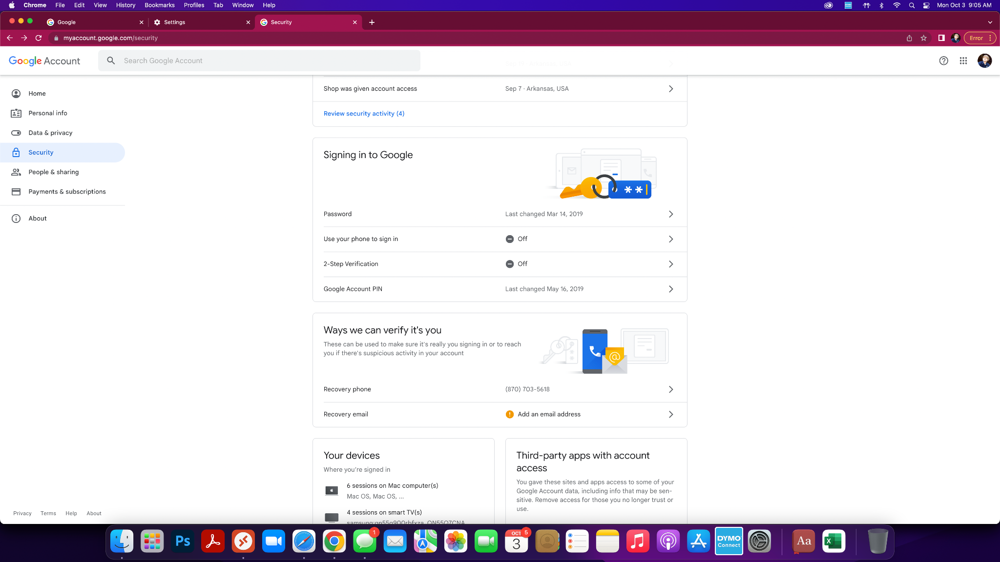 Chrome File Edit View History Bookmarks Profiles Tab Window Help
Mon Oct 3 9:05 AM
Google
Settings
Security
myaccount.google.com/security
Error
Google Account
Search Google Account
Sep 19 · Arkansas, USA
Home
Personal info
Data & privacy
Security
People & sharing
Payments & subscriptions
About
Shop was given account access
Sep 7 · Arkansas, USA
Review security activity (4)
Signing in to Google
**
Password
Last changed Mar 14, 2019
Use your phone to sign in
Off
2-Step Verification
Off
Google Account PIN
Last changed May 16, 2019
Ways we can verify it's you
These can be used to make sure it's really you signing in or to reach
you if there's suspicious activity in your account
@
Recovery phone
(870) 703-5618
Recovery email
! Add an email address
Your devices
Where you're signed in
6 sessions on Mac computer(s)
Mac OS, Mac OS, ...
4 sessions on smart TV(s)
Third-party apps with account
access
You gave these sites and apps access to some of your
Google Account data, including info that may be sen-
sitive. Remove access for those you no longer trust or
use.
Privacy Terms Help About
Ps
1
OCT
3
5
DYMO
Connect
Aa
X